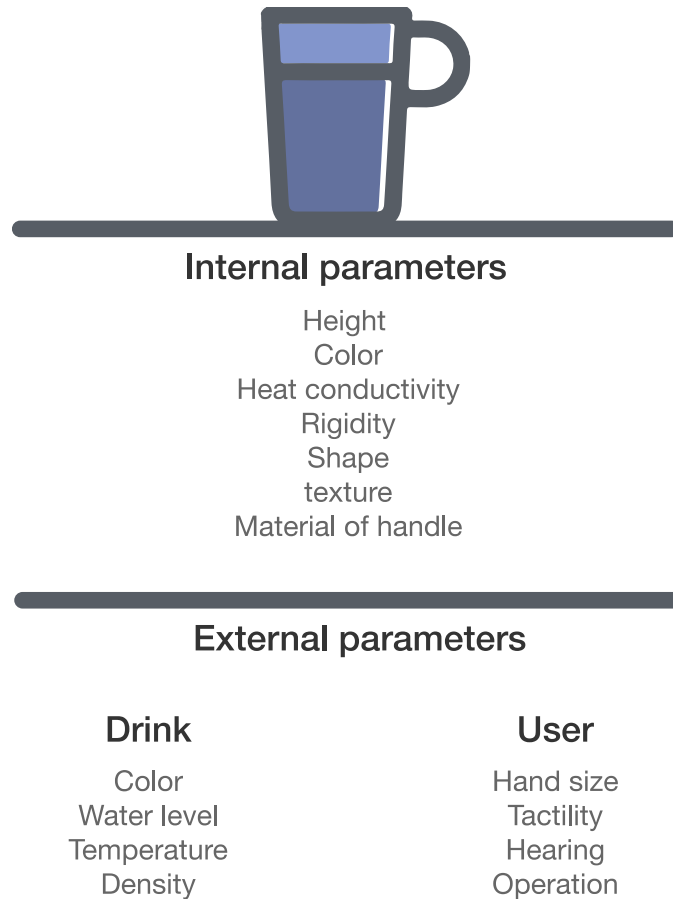 Internal parameters
Height
Color
Heat conductivity
Rigidity
Shape
texture
Material of handle
External parameters
Drink
Color
Water level
Temperature
Density
User
Hand size
Tactility
Hearing
Operation